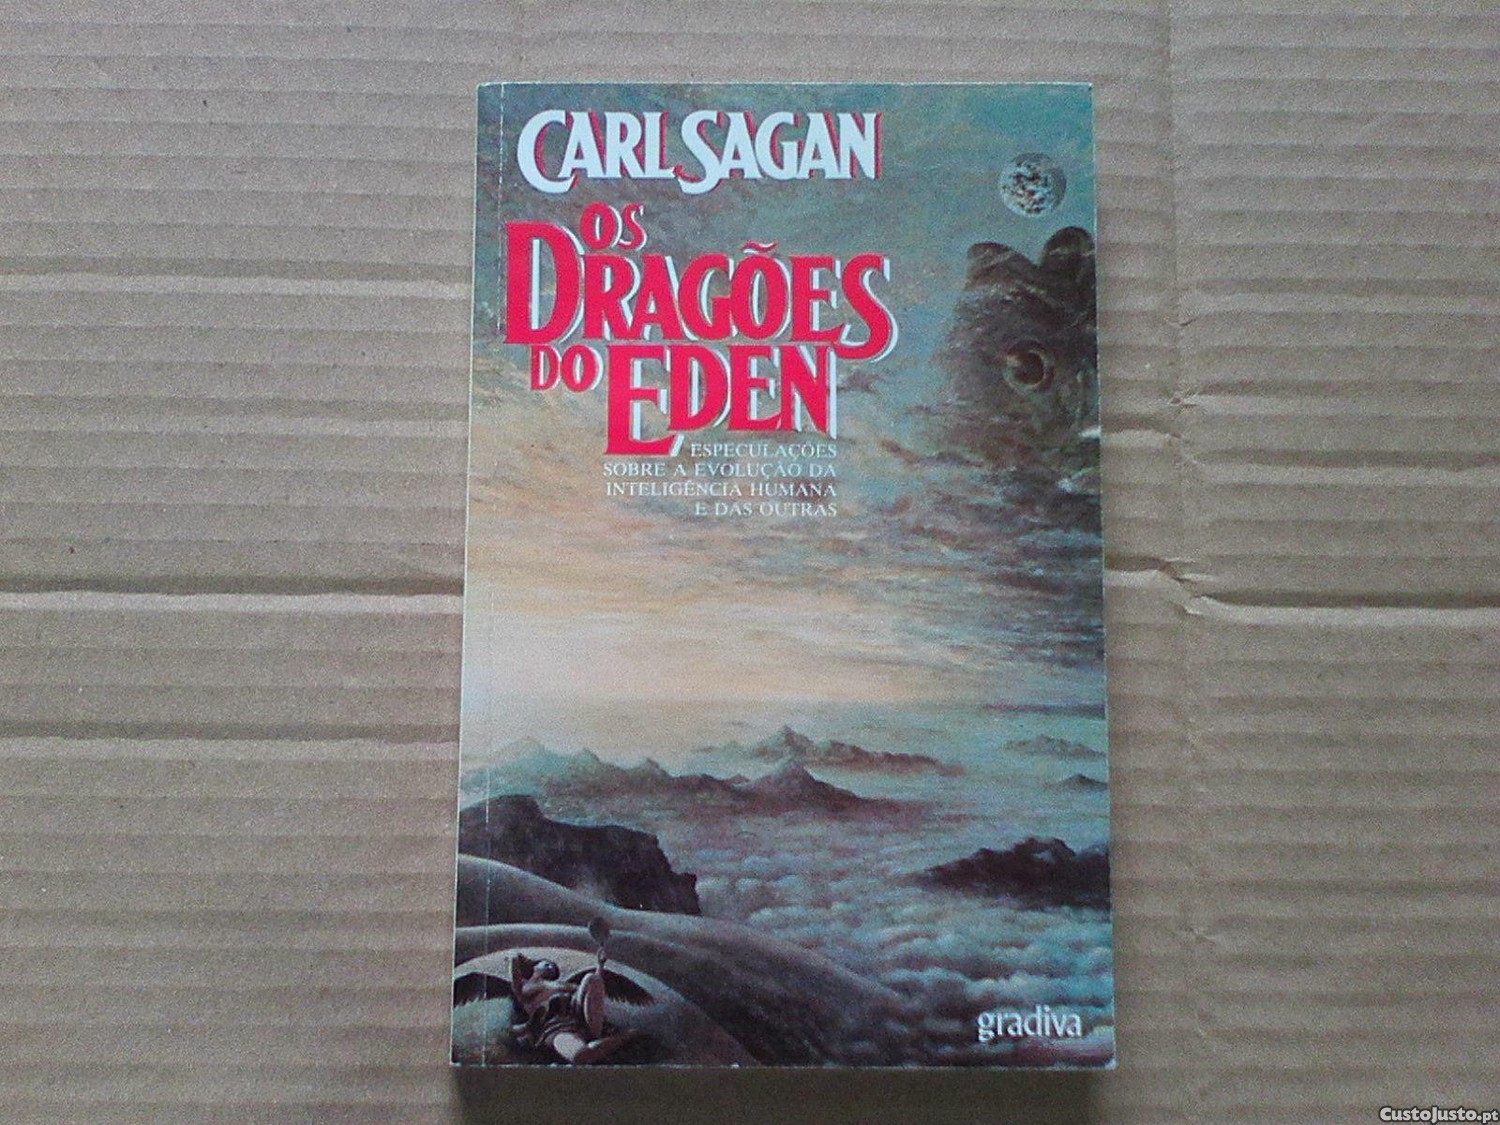 CARL SAGAN
OS
DRAGÕES
DO EDEN
ESPECULAÇÕES
SOBRE A EVOLUÇÃO DA
INTELIGÊNCIA HUMANA
E DAS OUTRAS
gradiva
CustoJusto.pt